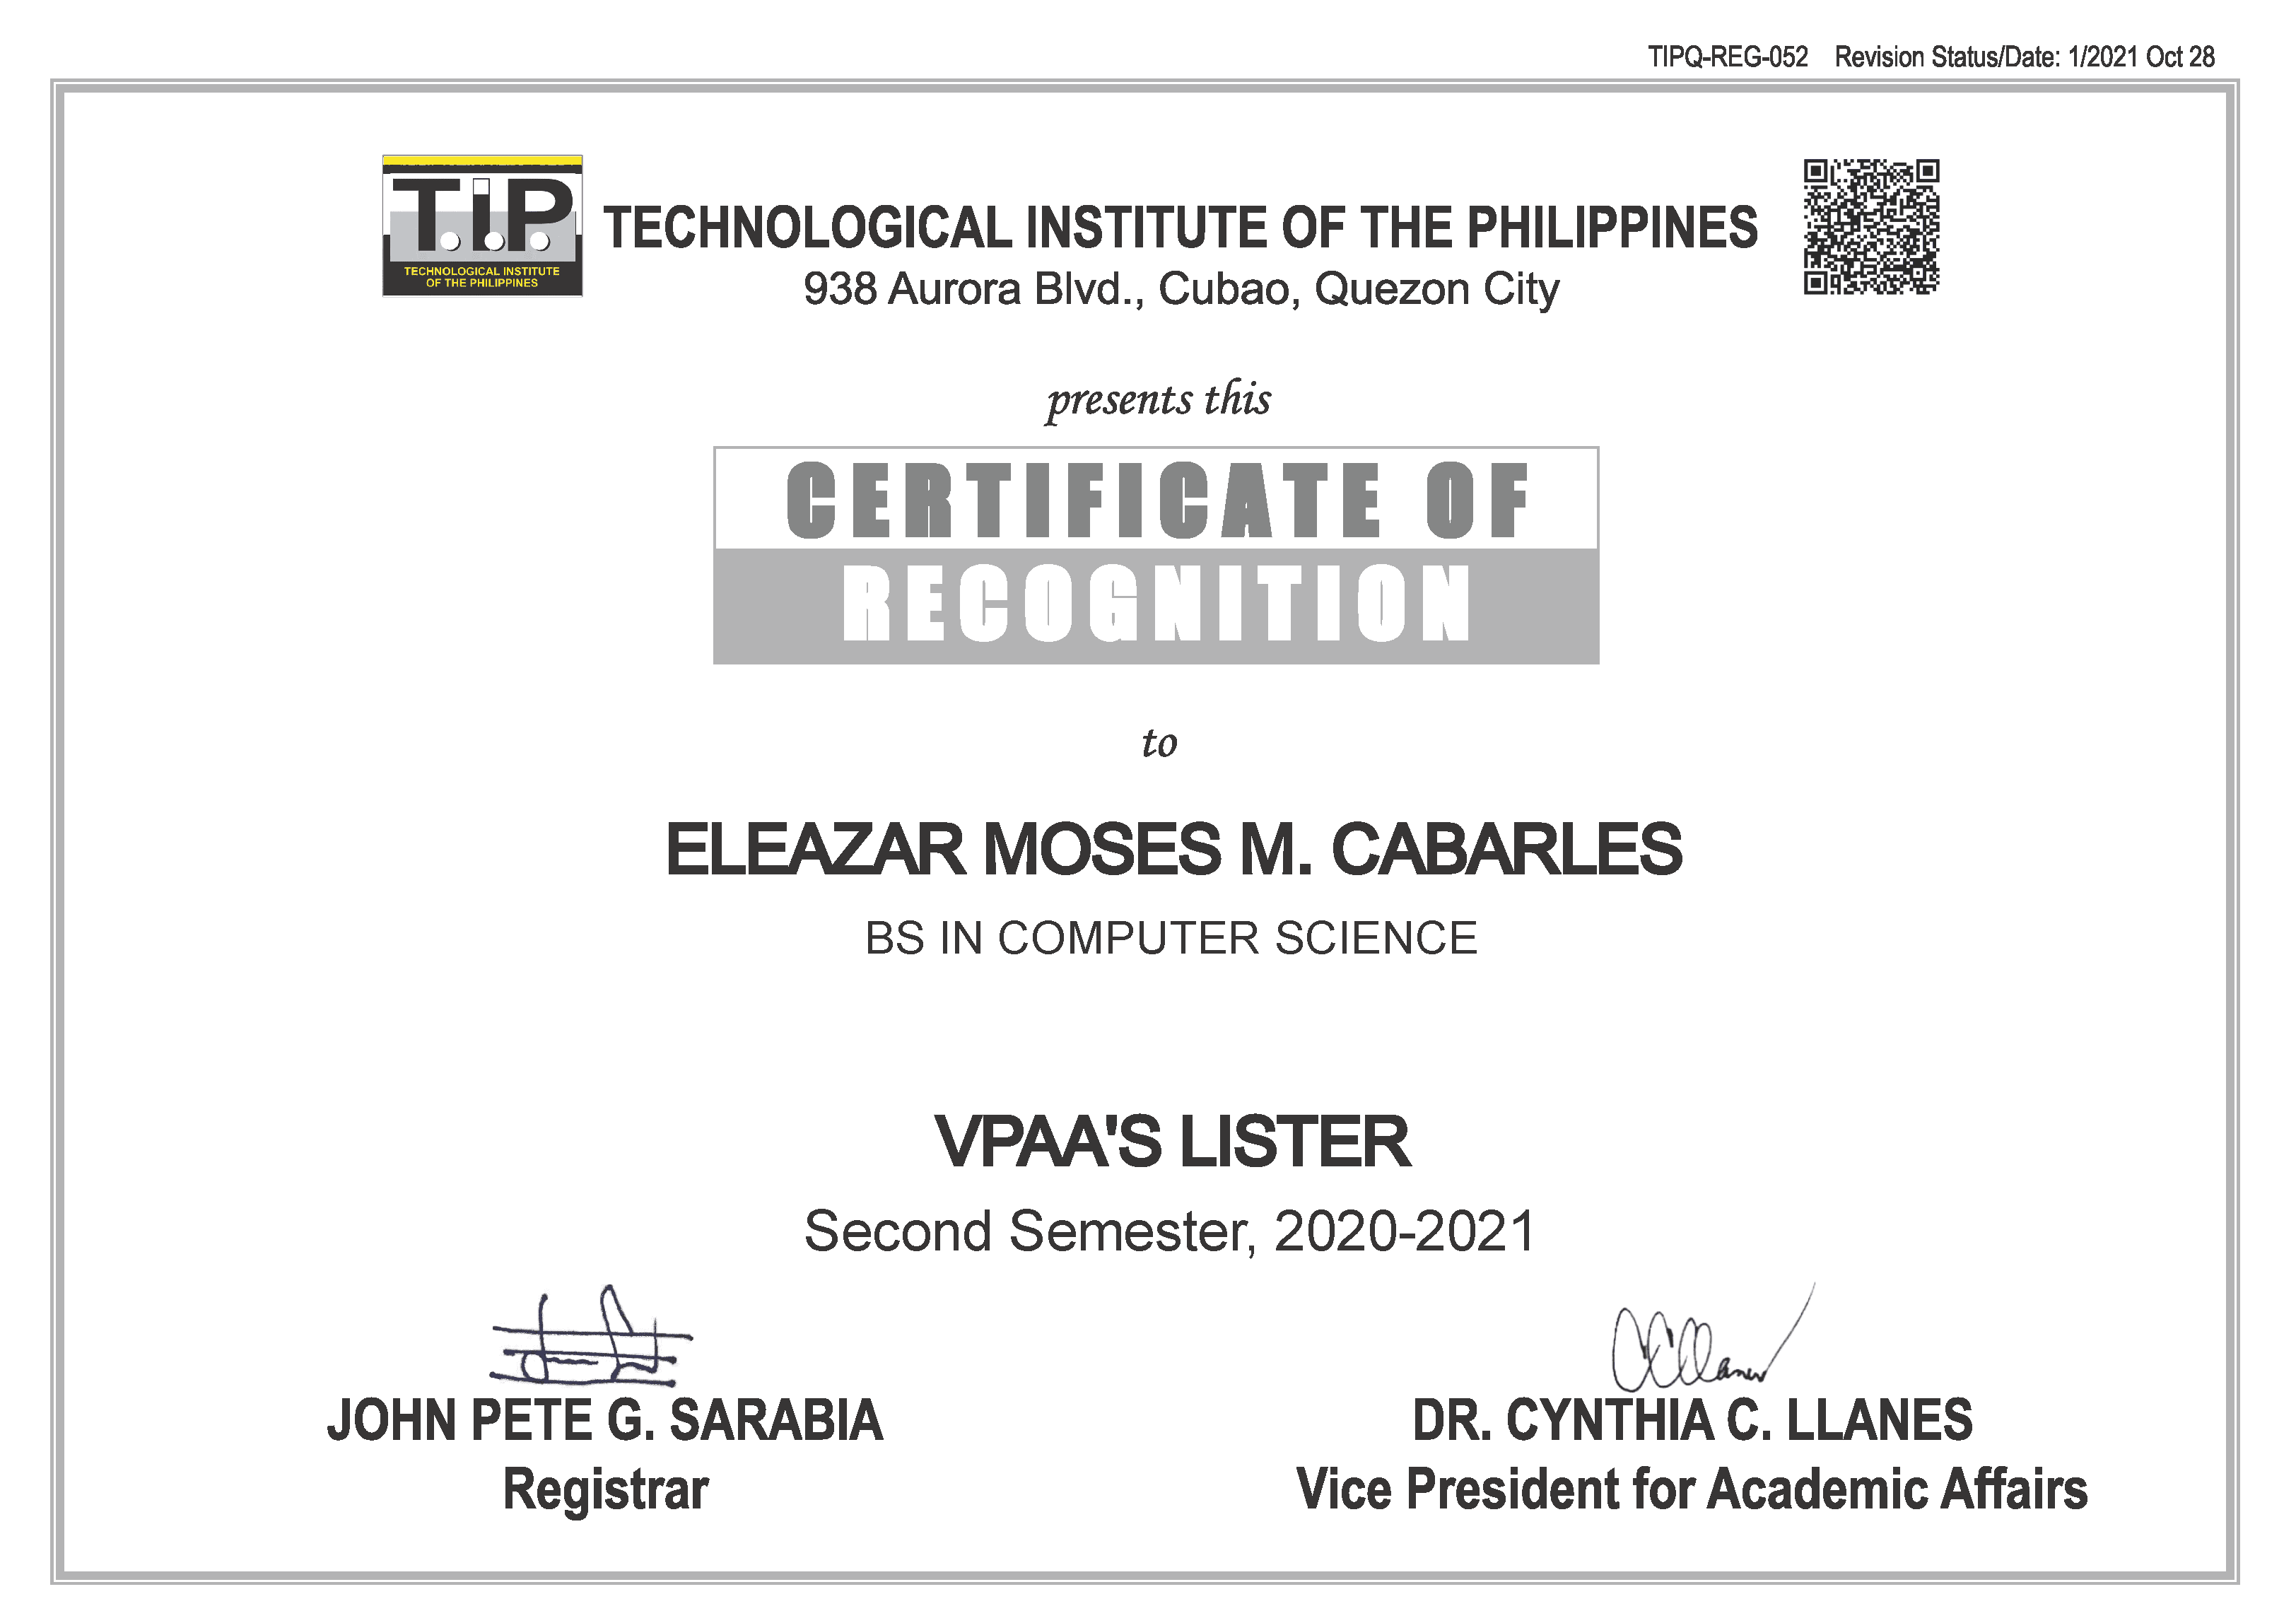 TIPQ-REG-052 Revision Status/Date: 1/2021 Oct 28
T.I.P.
TECHNOLOGICAL INSTITUTE
OF THE PHILIPPINES
TECHNOLOGICAL INSTITUTE OF THE PHILIPPINES
938 Aurora Blvd., Cubao, Quezon City
presents this
CERTIFICATE OF
RECOGNITION
to
ELEAZAR MOSES M. CABARLES
BS IN COMPUTER SCIENCE
VPAA'S LISTER
Second Semester, 2020-2021
JOHN PETE G. SARABIA
Registrar
DR. CYNTHIA C. LLANES
Vice President for Academic Affairs